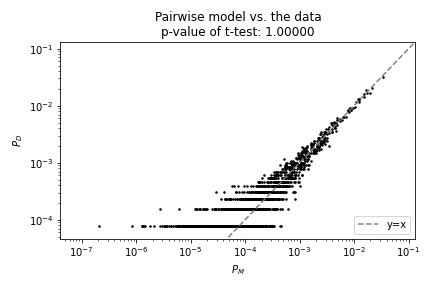 Pairwise model vs. the data
p-value of t-test: 1.00000
10⁻¹
10⁻²
10⁻³
10⁻⁴
P_D
10⁻⁷ 10⁻⁶ 10⁻⁵ 10⁻⁴ 10⁻³ 10⁻² 10⁻¹
P_M
y=x